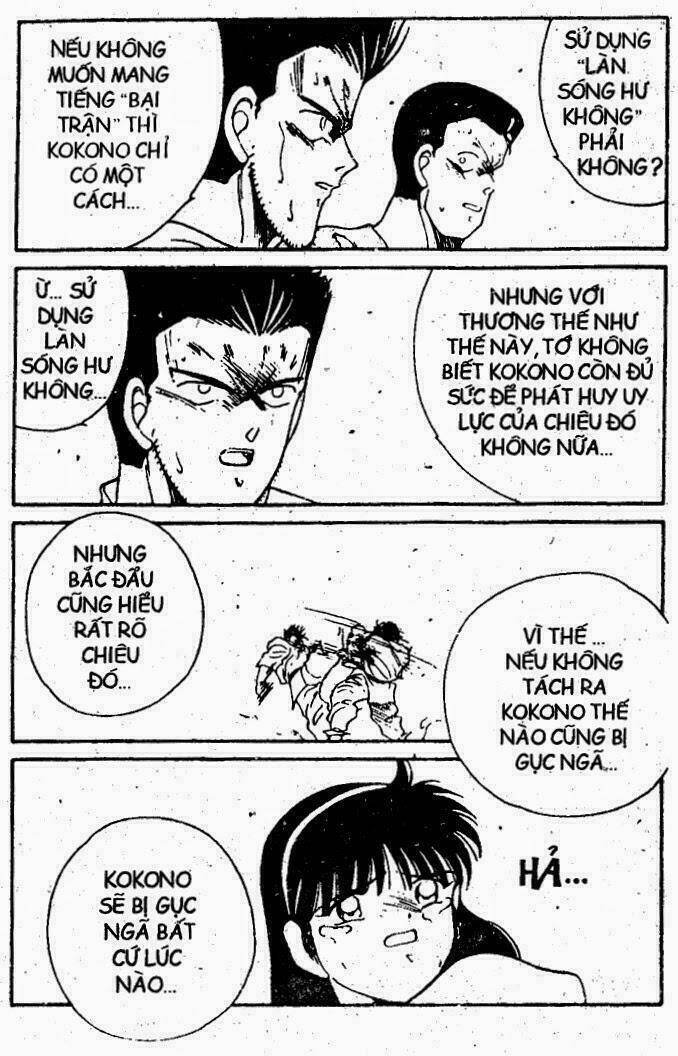 NẾU KHÔNG
MUỐN MANG
TIẾNG "BẠI
TRẬN" THÌ
KOKONO CHỈ
CÓ MỘT
CÁCH...
SỬ DỤNG
"LÀN
SÓNG HƯ
KHÔNG"
PHẢI
KHÔNG?
Ừ... SỬ
DỤNG
LÀN
SÓNG HƯ
KHÔNG...
NHƯNG VỚI
THƯƠNG THẾ NHƯ
THẾ NÀY, TỚ KHÔNG
BIẾT KOKONO CÒN ĐỦ
SỨC ĐỂ PHÁT HUY UY
LỰC CỦA CHIÊU ĐÓ
KHÔNG NỮA...
NHƯNG
BẮC ĐẨU
CŨNG HIỂU
RẤT RÕ
CHIÊU
ĐÓ...
VÌ THẾ ...
NẾU KHÔNG
TÁCH RA
KOKONO THẾ
NÀO CŨNG BỊ
GỤC NGÃ...
KOKONO
SẼ BỊ GỤC
NGÃ BẤT
CỨ LÚC
NÀO...
HẢ...